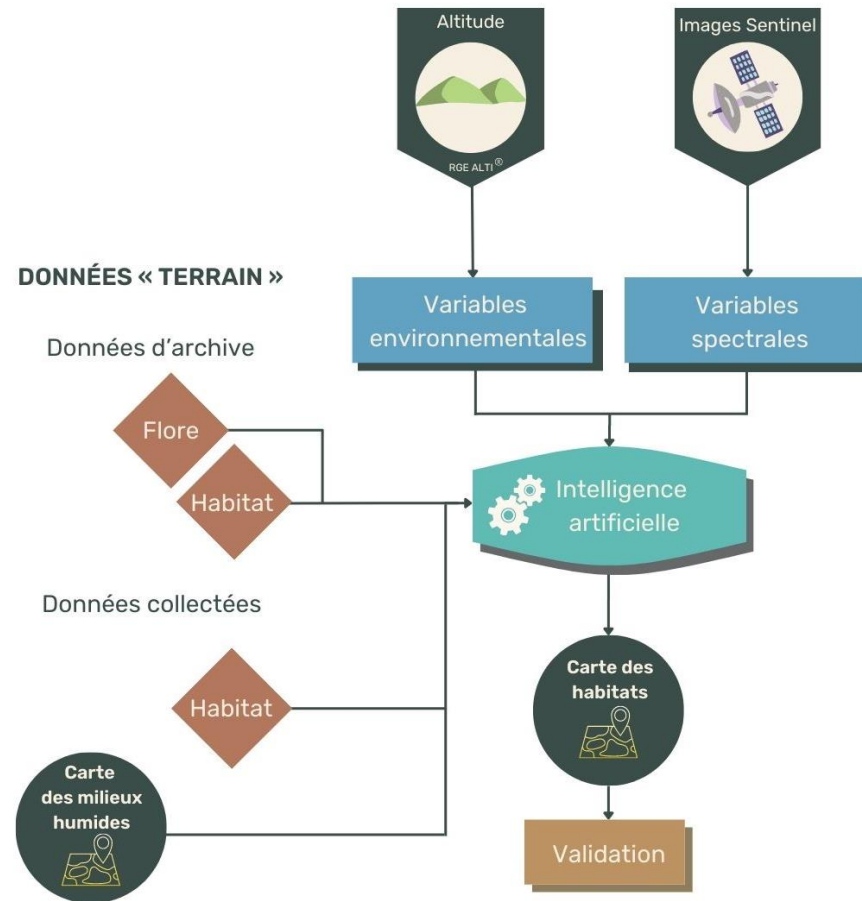 Altitude
RGE ALTI®
Images Sentinel
Variables
environnementales
Variables
spectrales
DONNÉES « TERRAIN »
Données d’archive
Flore
Habitat
Intelligence
artificielle
Données collectées
Habitat
Carte des
habitats
Carte
des milieux
humides
Validation